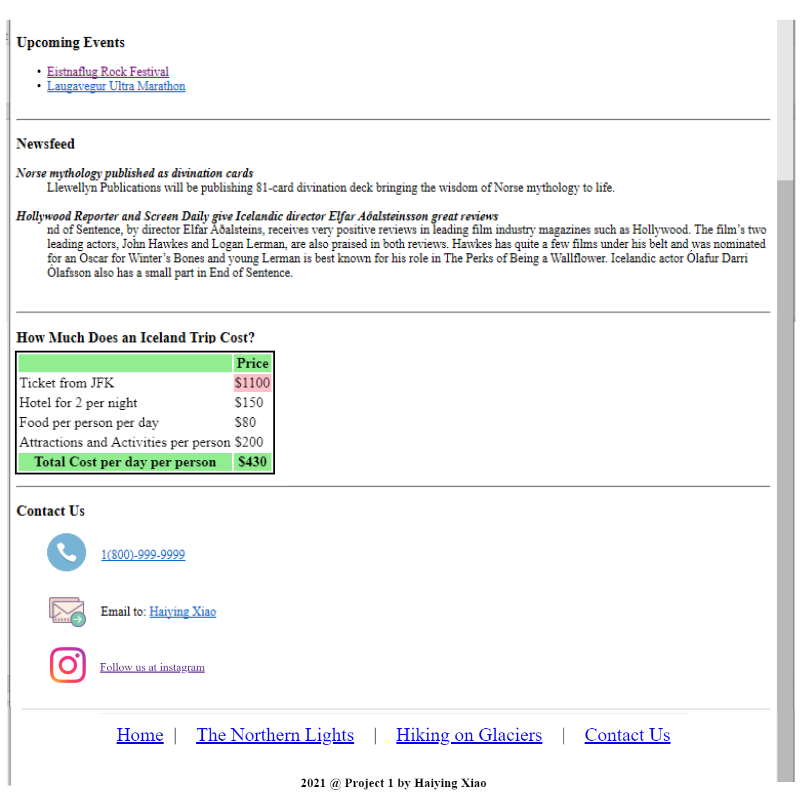 Upcoming Events
• Eistnaflug Rock Festival
• Laugavegur Ultra Marathon
Newsfeed
Norse mythology published as divination cards
Llewellyn Publications will be publishing 81-card divination deck bringing the wisdom of Norse mythology to life.
Hollywood Reporter and Screen Daily give Icelandic director Elfar Aðalsteinsson great reviews
nd of Sentence, by director Elfar Aðalsteins, receives very positive reviews in leading film industry magazines such as Hollywood. The film’s two
leading actors, John Hawkes and Logan Lerman, are also praised in both reviews. Hawkes has quite a few films under his belt and was nominated
for an Oscar for Winter’s Bones and young Lerman is best known for his role in The Perks of Being a Wallflower. Icelandic actor Ólafur Darri
Ólafsson also has a small part in End of Sentence.
How Much Does an Iceland Trip Cost?
Price
Ticket from JFK $1100
Hotel for 2 per night $150
Food per person per day $80
Attractions and Activities per person $200
Total Cost per day per person $430
Contact Us
1(800)-999-9999
Email to: Haiying Xiao
Follow us at instagram
Home | The Northern Lights | Hiking on Glaciers | Contact Us
2021 @ Project 1 by Haiying Xiao